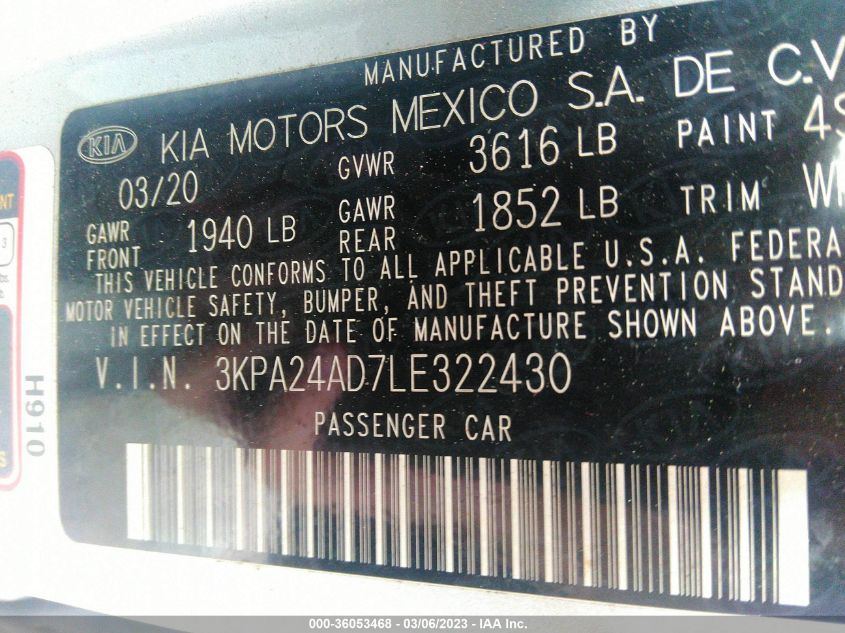 MANUFACTURED BY
KIA KIA MOTORS MEXICO S.A. DE C.V
03/20 GVWR 3616 LB PAINT 4S
GAWR FRONT 1940 LB GAWR REAR 1852 LB TRIM
THIS VEHICLE CONFORMS TO ALL APPLICABLE U.S.A. FEDERA
MOTOR VEHICLE SAFETY, BUMPER, AND THEFT PREVENTION STAND
IN EFFECT ON THE DATE OF MANUFACTURE SHOWN ABOVE.
V.I.N. 3KPA24AD7LE322430
PASSENGER CAR
H910
3
000-36053468 - 03/06/2023 - IAA Inc.